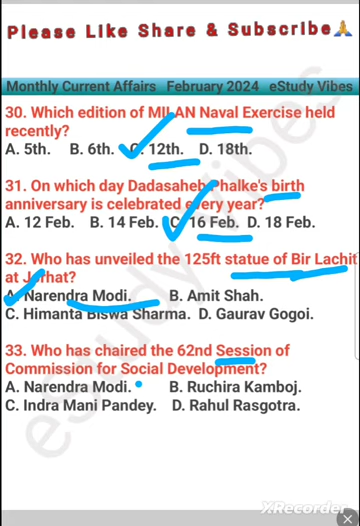 Please Like Share & Subscribe🙏
Monthly Current Affairs February 2024 eStudy Vibes
30. Which edition of MILAN Naval Exercise held
recently?
A. 5th. B. 6th. C. 12th. D. 18th.
31. On which day Dadasaheb Phalke's birth
anniversary is celebrated every year?
A. 12 Feb. B. 14 Feb. C. 16 Feb. D. 18 Feb.
32. Who has unveiled the 125ft statue of Bir Lachit
at Jorhat?
A. Narendra Modi. B. Amit Shah.
C. Himanta Biswa Sharma. D. Gaurav Gogoi.
33. Who has chaired the 62nd Session of
Commission for Social Development?
A. Narendra Modi. B. Ruchira Kamboj.
C. Indra Mani Pandey. D. Rahul Rasgotra.
eStudy Vibes
XRecorder